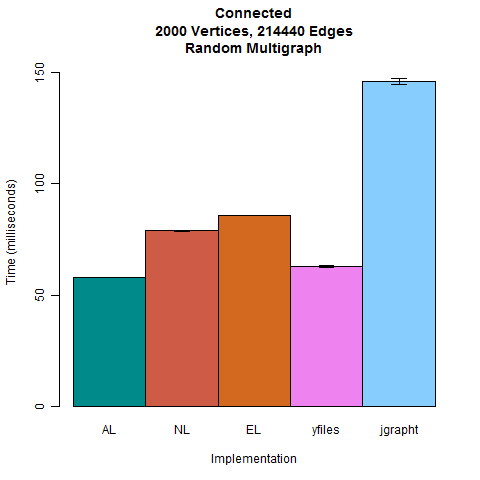 Connected
2000 Vertices, 214440 Edges
Random Multigraph
Time (milliseconds)
150
100
50
0
AL NL EL yfiles jgrapht
Implementation